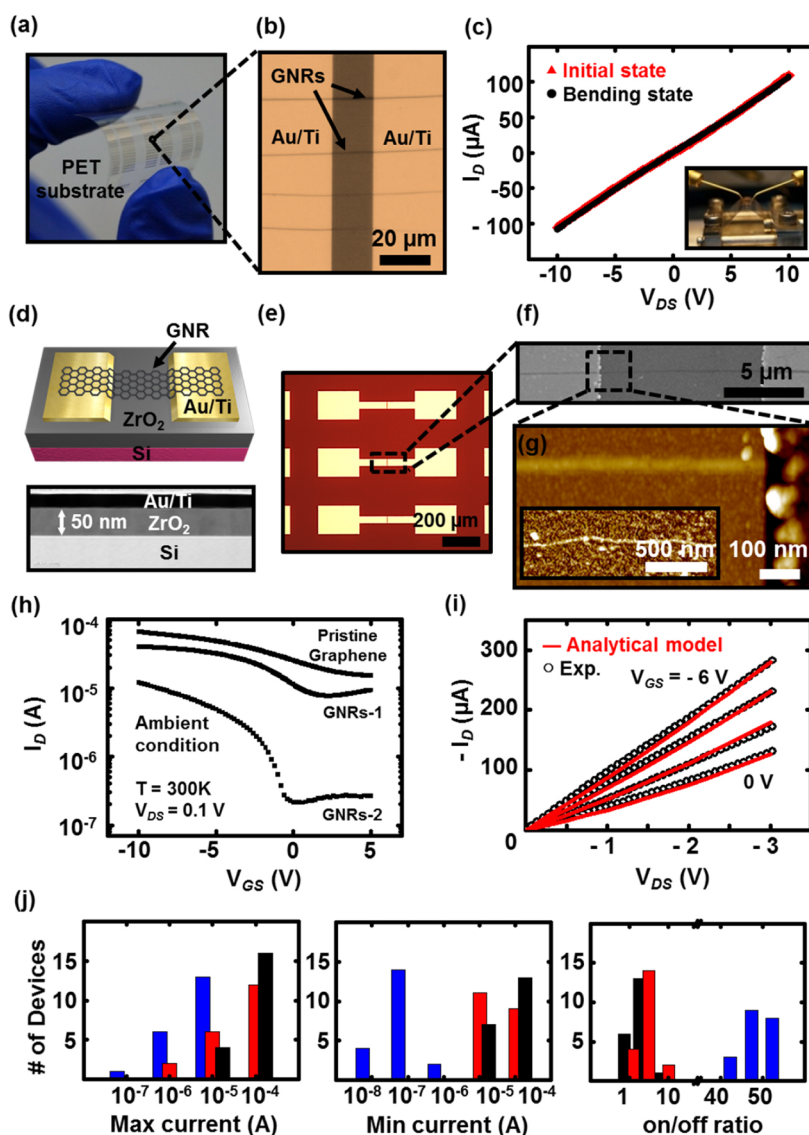 (a)
PET
substrate
(b)
GNRs
Au/Ti
Au/Ti
20 µm
(c)
Initial state
Bending state
I_D (µA)
100
50
0
-50
- 100
-10
-5
0
5
10
V_DS (V)
(d)
GNR
Au/Ti
ZrO₂
Si
Au/Ti
50 nm
ZrO₂
Si
(e)
200 µm
(f)
5 µm
(g)
500 nm
100 nm
(h)
I_D (A)
10⁻⁴
10⁻⁵
10⁻⁶
10⁻⁷
Pristine
Graphene
GNRs-1
Ambient
condition
T = 300K
V_DS = 0.1 V
GNRs-2
-10
-5
0
5
V_GS (V)
(i)
- I_D (µA)
300
200
100
0
Analytical model
Exp.
V_GS = - 6 V
0 V
- 1
- 2
- 3
V_DS (V)
(j)
# of Devices
15
10
5
10⁻⁷
10⁻⁶
10⁻⁵
10⁻⁴
Max current (A)
15
10
5
10⁻⁸
10⁻⁷
10⁻⁶
10⁻⁵
10⁻⁴
Min current (A)
15
10
5
1
10
40
50
on/off ratio